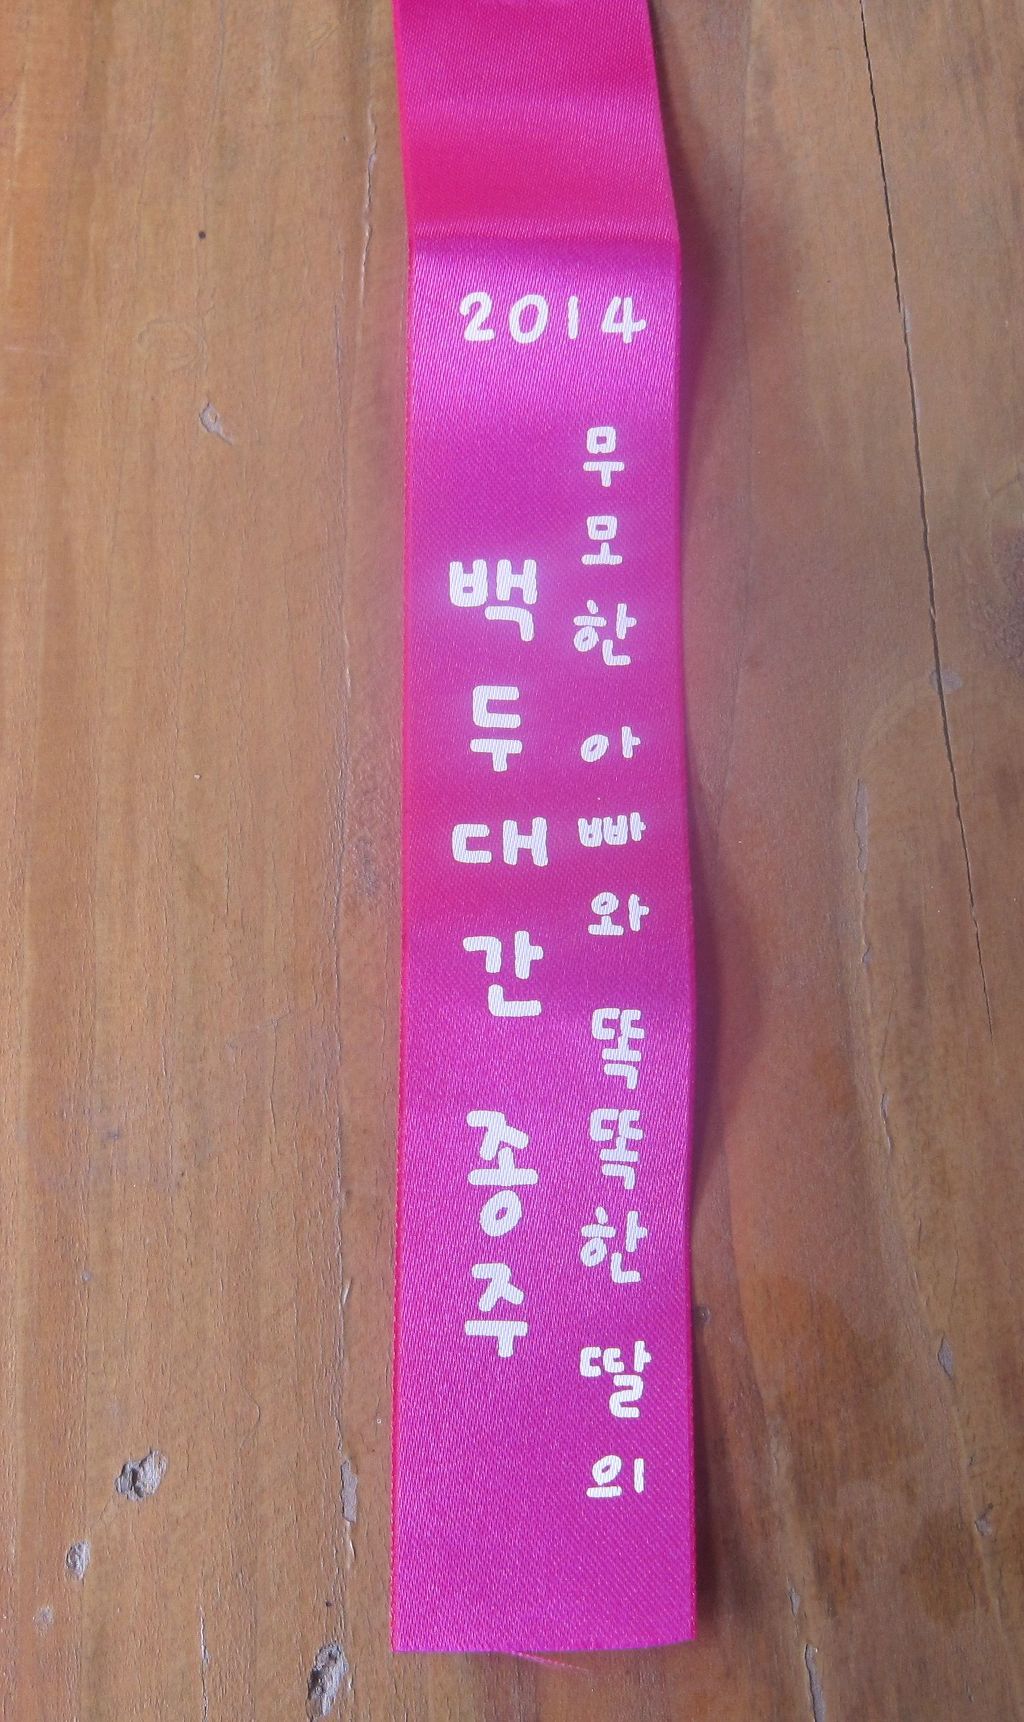 2014
무모한 아빠와 똑똑한 딸의
백두대간 종주